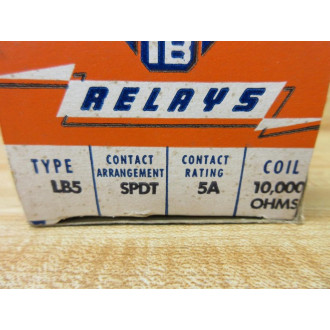 RELAYS
TYPE
LB5
CONTACT
ARRANGEMENT
SPDT
CONTACT
RATING
5A
COIL
10,000
OHMS